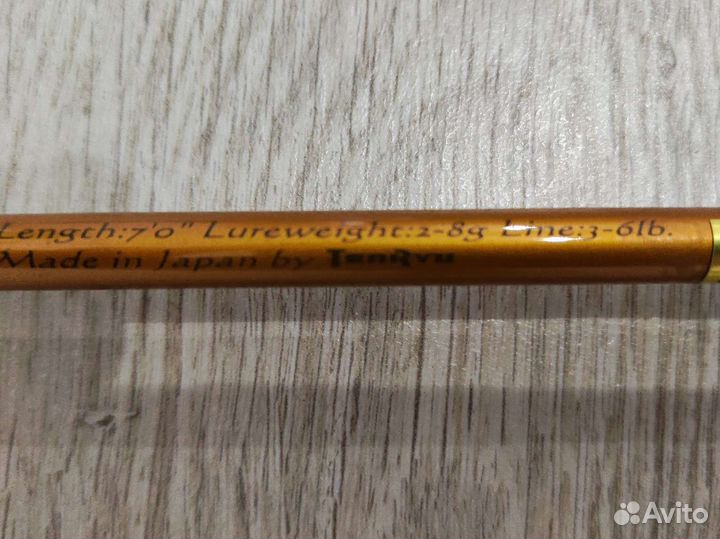 Length:7'0" Lureweight:2-8g Line:3-6lb.
Made in Japan by TenRyu
Avito